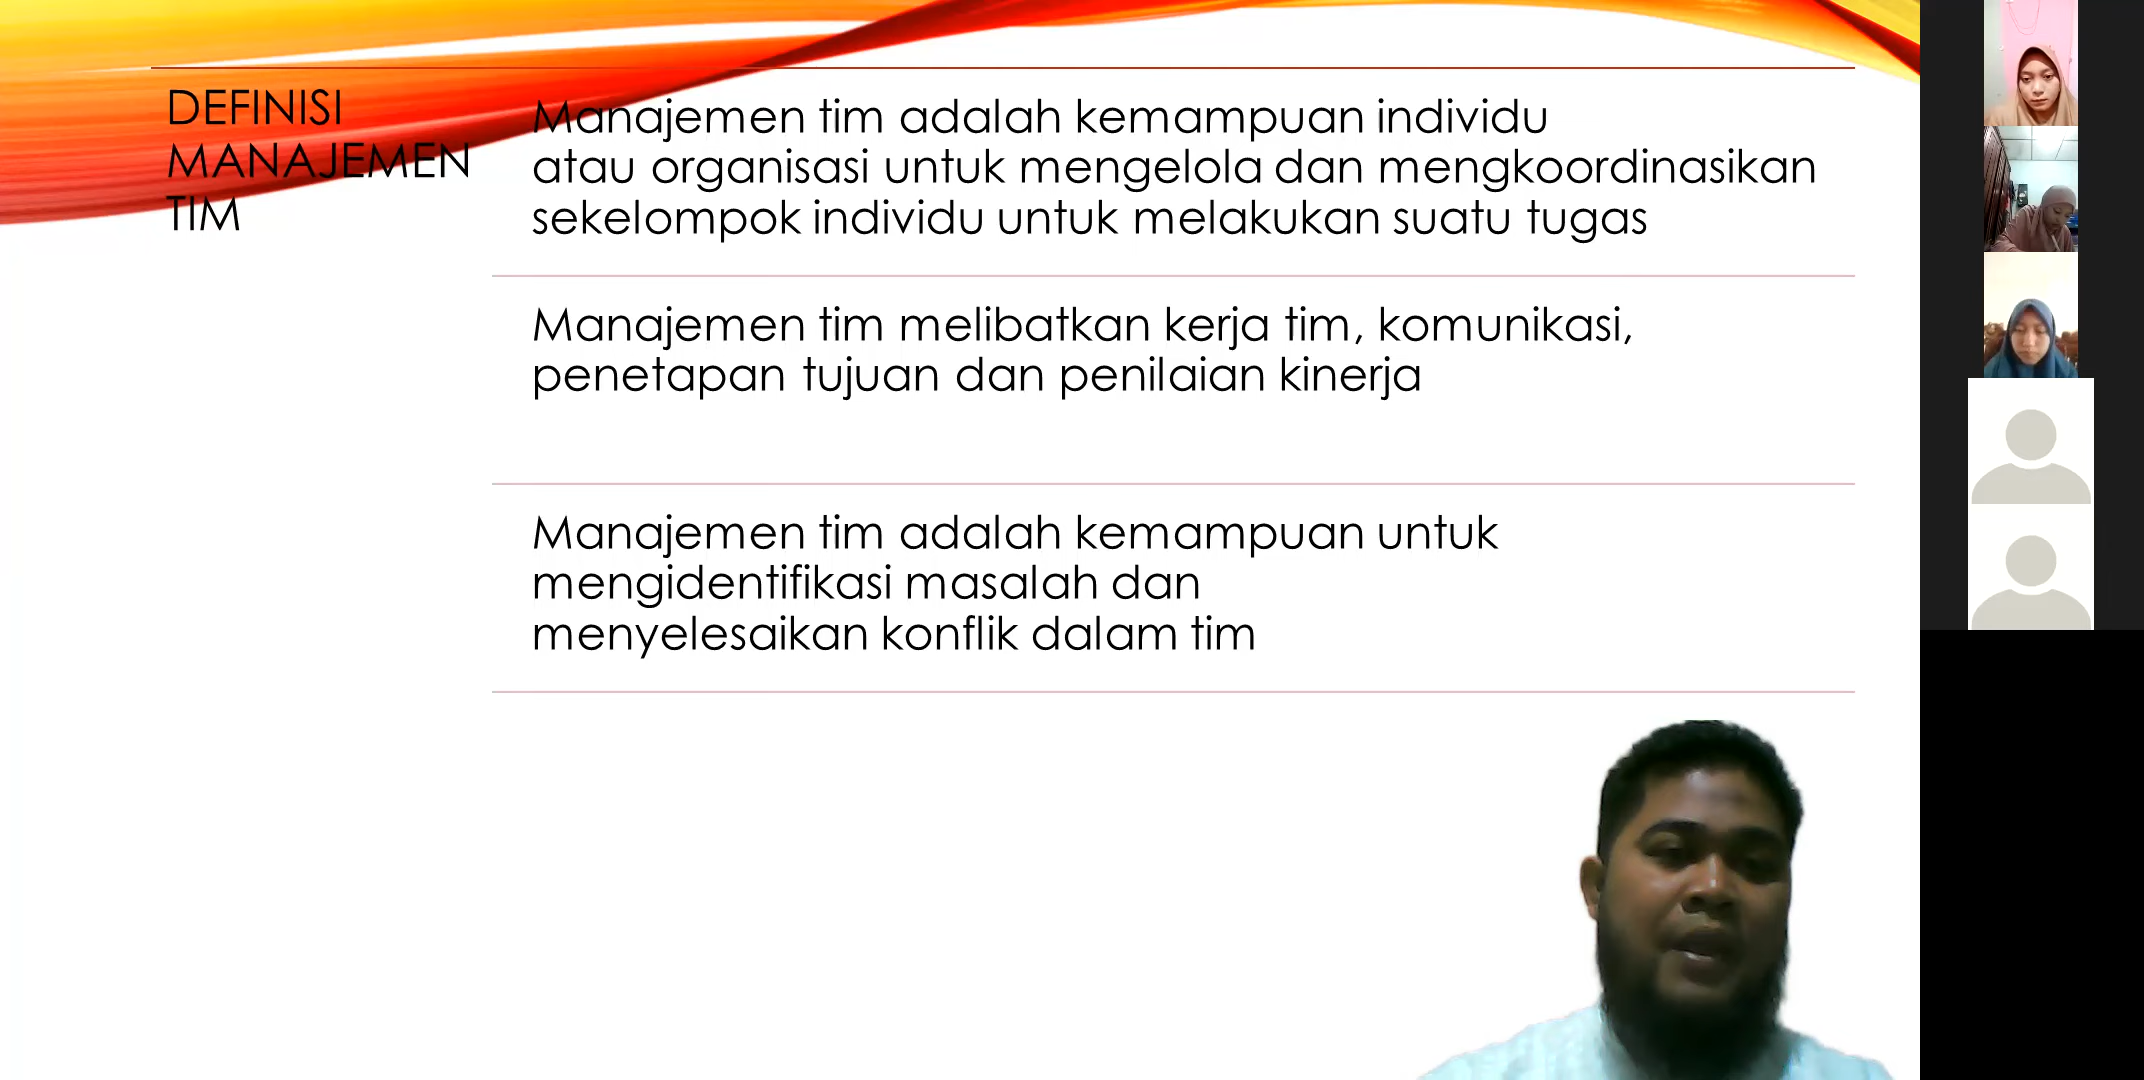 DEFINISI
MANAJEMEN
TIM
Manajemen tim adalah kemampuan individu
atau organisasi untuk mengelola dan mengkoordinasikan
sekelompok individu untuk melakukan suatu tugas
Manajemen tim melibatkan kerja tim, komunikasi,
penetapan tujuan dan penilaian kinerja
Manajemen tim adalah kemampuan untuk
mengidentifikasi masalah dan
menyelesaikan konflik dalam tim